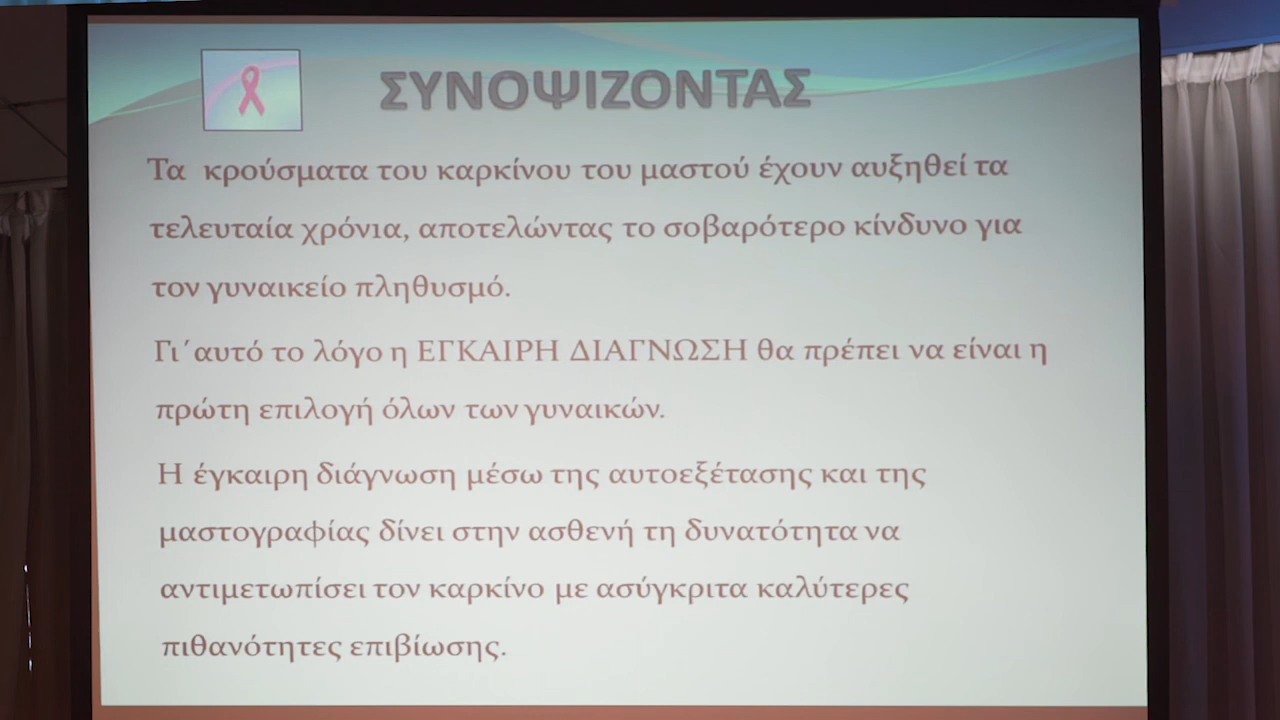 ΣΥΝΟΨΙΖΟΝΤΑΣ
Τα κρούσματα του καρκίνου του μαστού έχουν αυξηθεί τα
τελευταία χρόνια, αποτελώντας το σοβαρότερο κίνδυνο για
τον γυναικείο πληθυσμό.
Γι΄αυτό το λόγο η ΕΓΚΑΙΡΗ ΔΙΑΓΝΩΣΗ θα πρέπει να είναι η
πρώτη επιλογή όλων των γυναικών.
Η έγκαιρη διάγνωση μέσω της αυτοεξέτασης και της
μαστογραφίας δίνει στην ασθενή τη δυνατότητα να
αντιμετωπίσει τον καρκίνο με ασύγκριτα καλύτερες
πιθανότητες επιβίωσης.